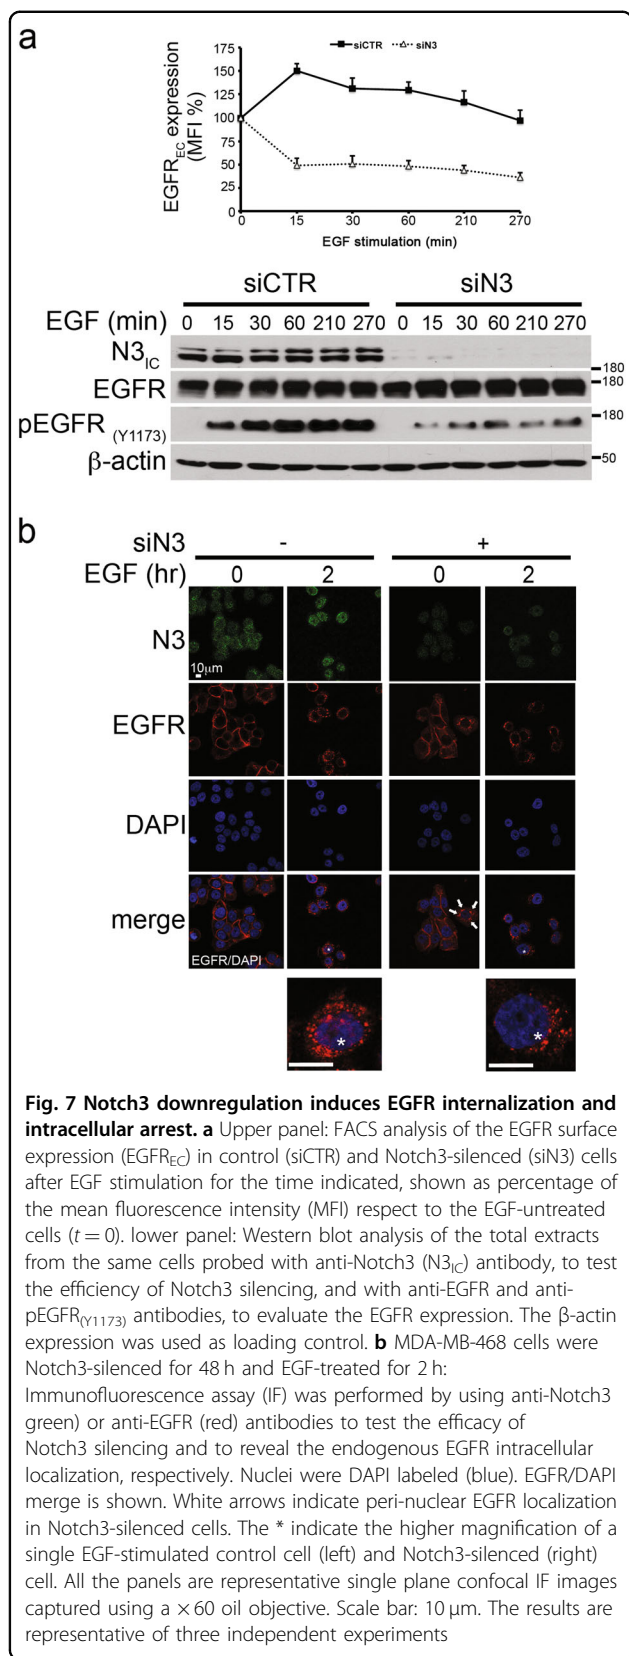 a
siCTR siN3
EGFR_EC expression
(MFI %)
175
150
125
100
75
50
25
0
0 15 30 60 210 270
EGF stimulation (min)
siCTR siN3
EGF (min) 0 15 30 60 210 270 0 15 30 60 210 270
N3_IC
180
EGFR
180
pEGFR (Y1173)
180
β-actin
50
b
siN3 - +
EGF (hr) 0 2 0 2
N3
10µm
EGFR
DAPI
merge
EGFR/DAPI
*
*
* *
Fig. 7 Notch3 downregulation induces EGFR internalization and
intracellular arrest. a Upper panel: FACS analysis of the EGFR surface
expression (EGFR_EC) in control (siCTR) and Notch3-silenced (siN3) cells
after EGF stimulation for the time indicated, shown as percentage of
the mean fluorescence intensity (MFI) respect to the EGF-untreated
cells (t = 0). lower panel: Western blot analysis of the total extracts
from the same cells probed with anti-Notch3 (N3_IC) antibody, to test
the efficiency of Notch3 silencing, and with anti-EGFR and anti-
pEGFR_(Y1173) antibodies, to evaluate the EGFR expression. The β-actin
expression was used as loading control. b MDA-MB-468 cells were
Notch3-silenced for 48 h and EGF-treated for 2 h:
Immunofluorescence assay (IF) was performed by using anti-Notch3
green) or anti-EGFR (red) antibodies to test the efficacy of
Notch3 silencing and to reveal the endogenous EGFR intracellular
localization, respectively. Nuclei were DAPI labeled (blue). EGFR/DAPI
merge is shown. White arrows indicate peri-nuclear EGFR localization
in Notch3-silenced cells. The * indicate the higher magnification of a
single EGF-stimulated control cell (left) and Notch3-silenced (right)
cell. All the panels are representative single plane confocal IF images
captured using a × 60 oil objective. Scale bar: 10 µm. The results are
representative of three independent experiments